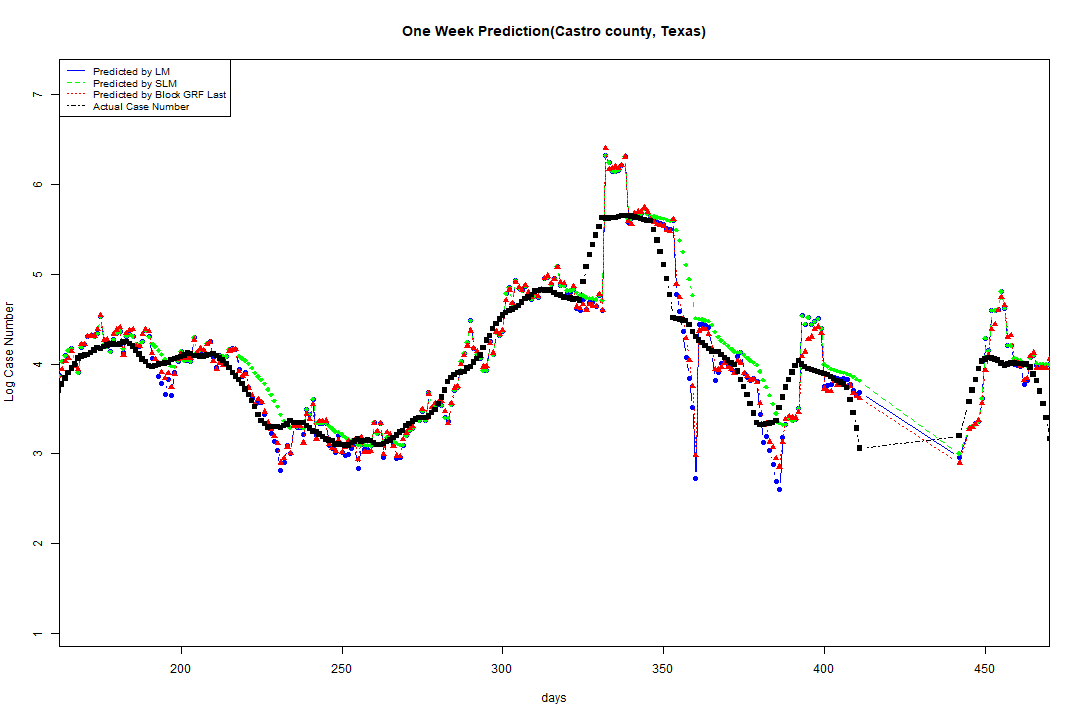 One Week Prediction(Castro county, Texas)
Predicted by LM
Predicted by SLM
Predicted by Block GRF Last
Actual Case Number
7
6
5
4
3
2
1
Log Case Number
200 250 300 350 400 450
days